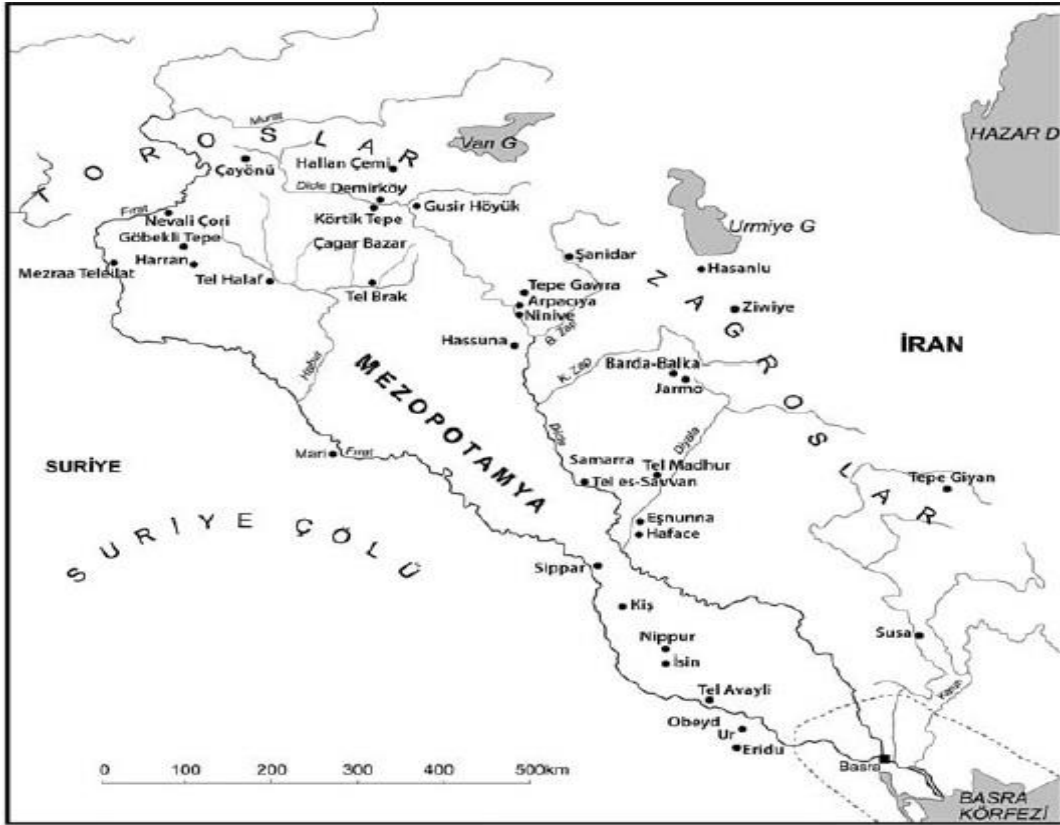 HAZAR D
Murat
TOROSLAR
Van G
Çayönü
Hallan Çemi
Dicle
Demirköy
Gusir Höyük
Körtik Tepe
Fırat
Nevali Çori
Göbekli Tepe
Çagar Bazar
Urmiye G
Mezraa Teleilat
Harran
Tel Halaf
Tel Brak
Şanidar
Hasanlu
Tepe Gavra
Arpacıya
Ninive
Ziwiye
ZAGROSLAR
B. Zap
Hassuna
İRAN
Habur
K. Zap
Barda-Balka
Jarmo
MEZOPOTAMYA
Dicle
Diyala
Mari
Fırat
SURİYE
Samarra
Tel Madhur
Tel es-Savvan
Tepe Giyan
Eşnunna
Haface
SURİYE ÇÖLÜ
Sippar
Kiş
Nippur
İsin
Susa
Tel Avayli
Karun
Obeyd
Ur
Eridu
Basra
0 100 200 300 400 500km
BASRA
KÖRFEZİ